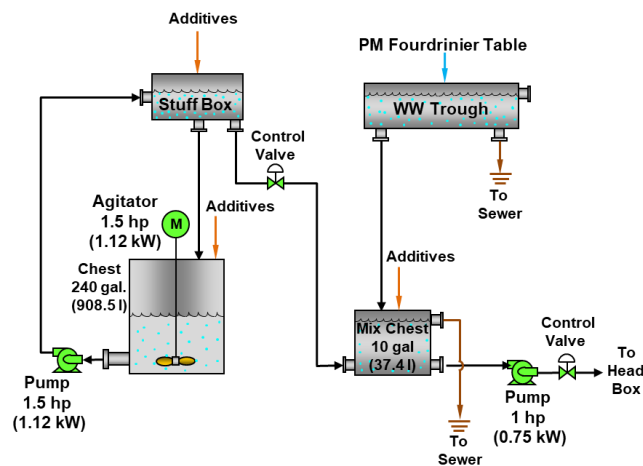 Additives
PM Fourdrinier Table
Stuff Box
WW Trough
Control
Valve
To
Sewer
Agitator
1.5 hp
(1.12 kW)
M
Additives
Chest
240 gal.
(908.5 l)
Additives
Mix Chest
10 gal
(37.4 l)
Control
Valve
To
Head
Box
Pump
1.5 hp
(1.12 kW)
Pump
1 hp
(0.75 kW)
To
Sewer